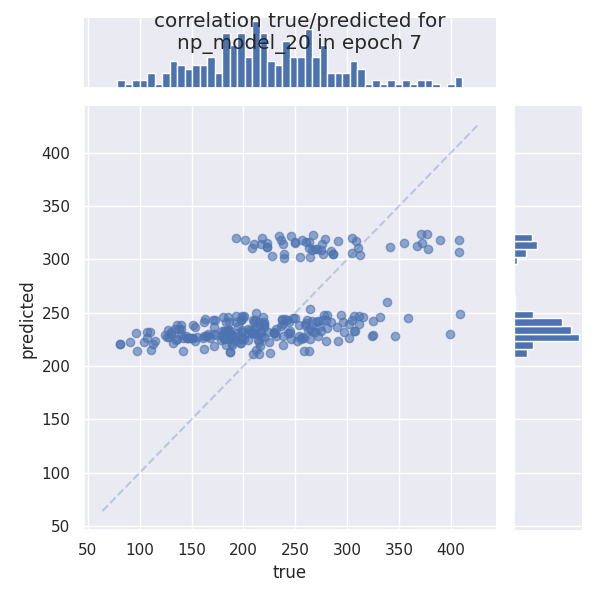 correlation true/predicted for
np_model_20 in epoch 7
400
350
300
250
200
150
100
50
predicted
50 100 150 200 250 300 350 400
true